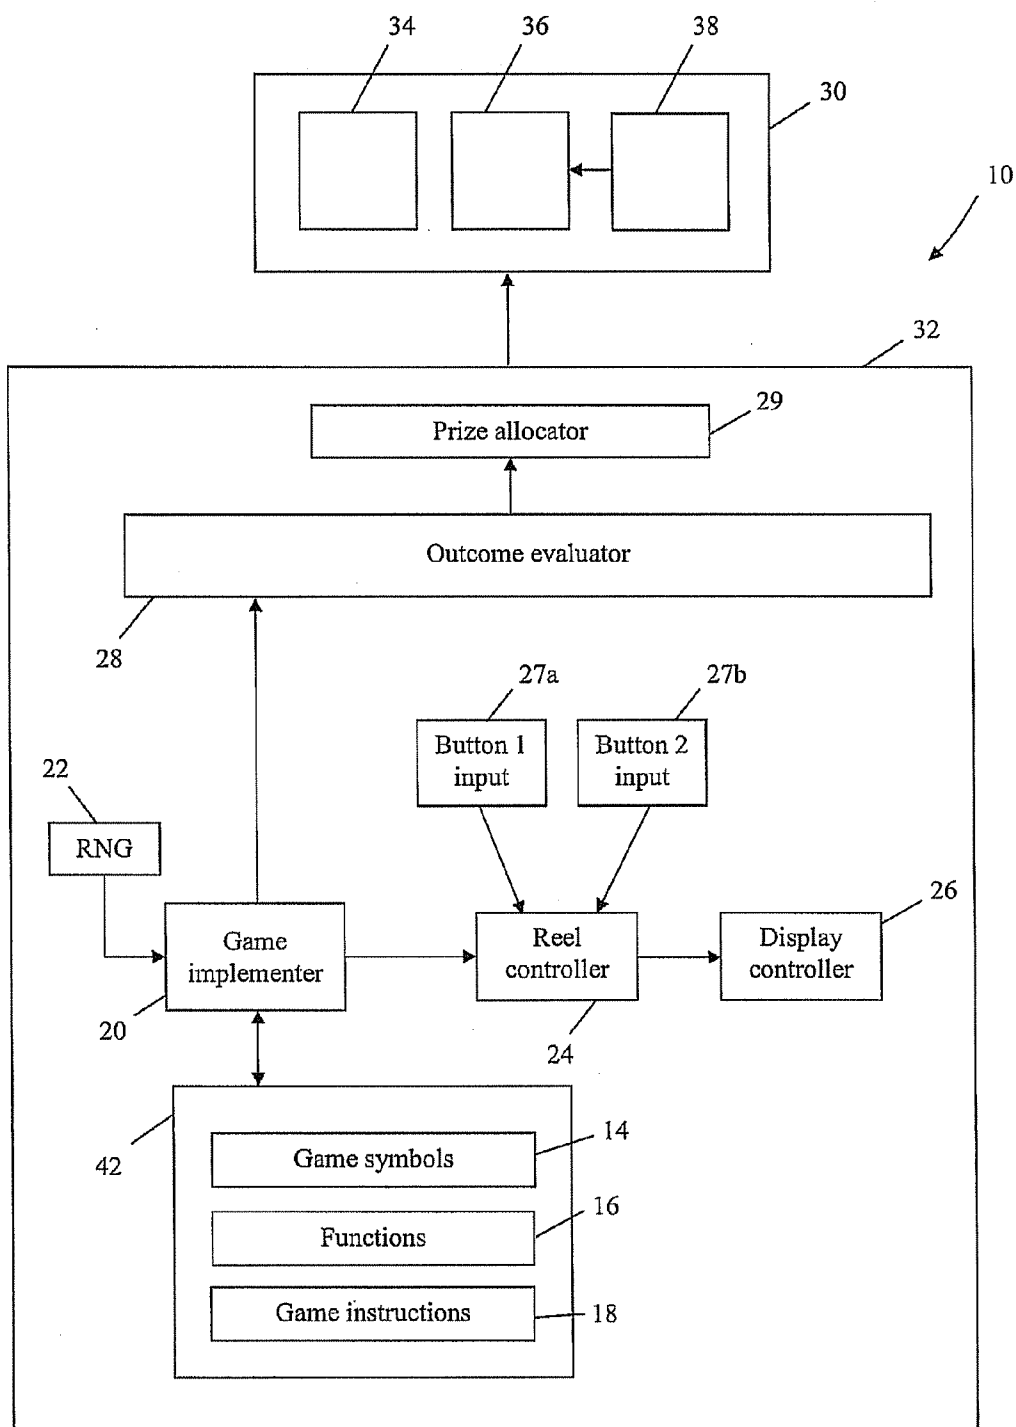 34
36
38
30
10
32
29
Prize allocator
Outcome evaluator
28
27a
27b
Button 1
input
Button 2
input
22
RNG
26
Game
implementer
Reel
controller
Display
controller
20
24
14
Game symbols
42
16
Functions
Game instructions
18